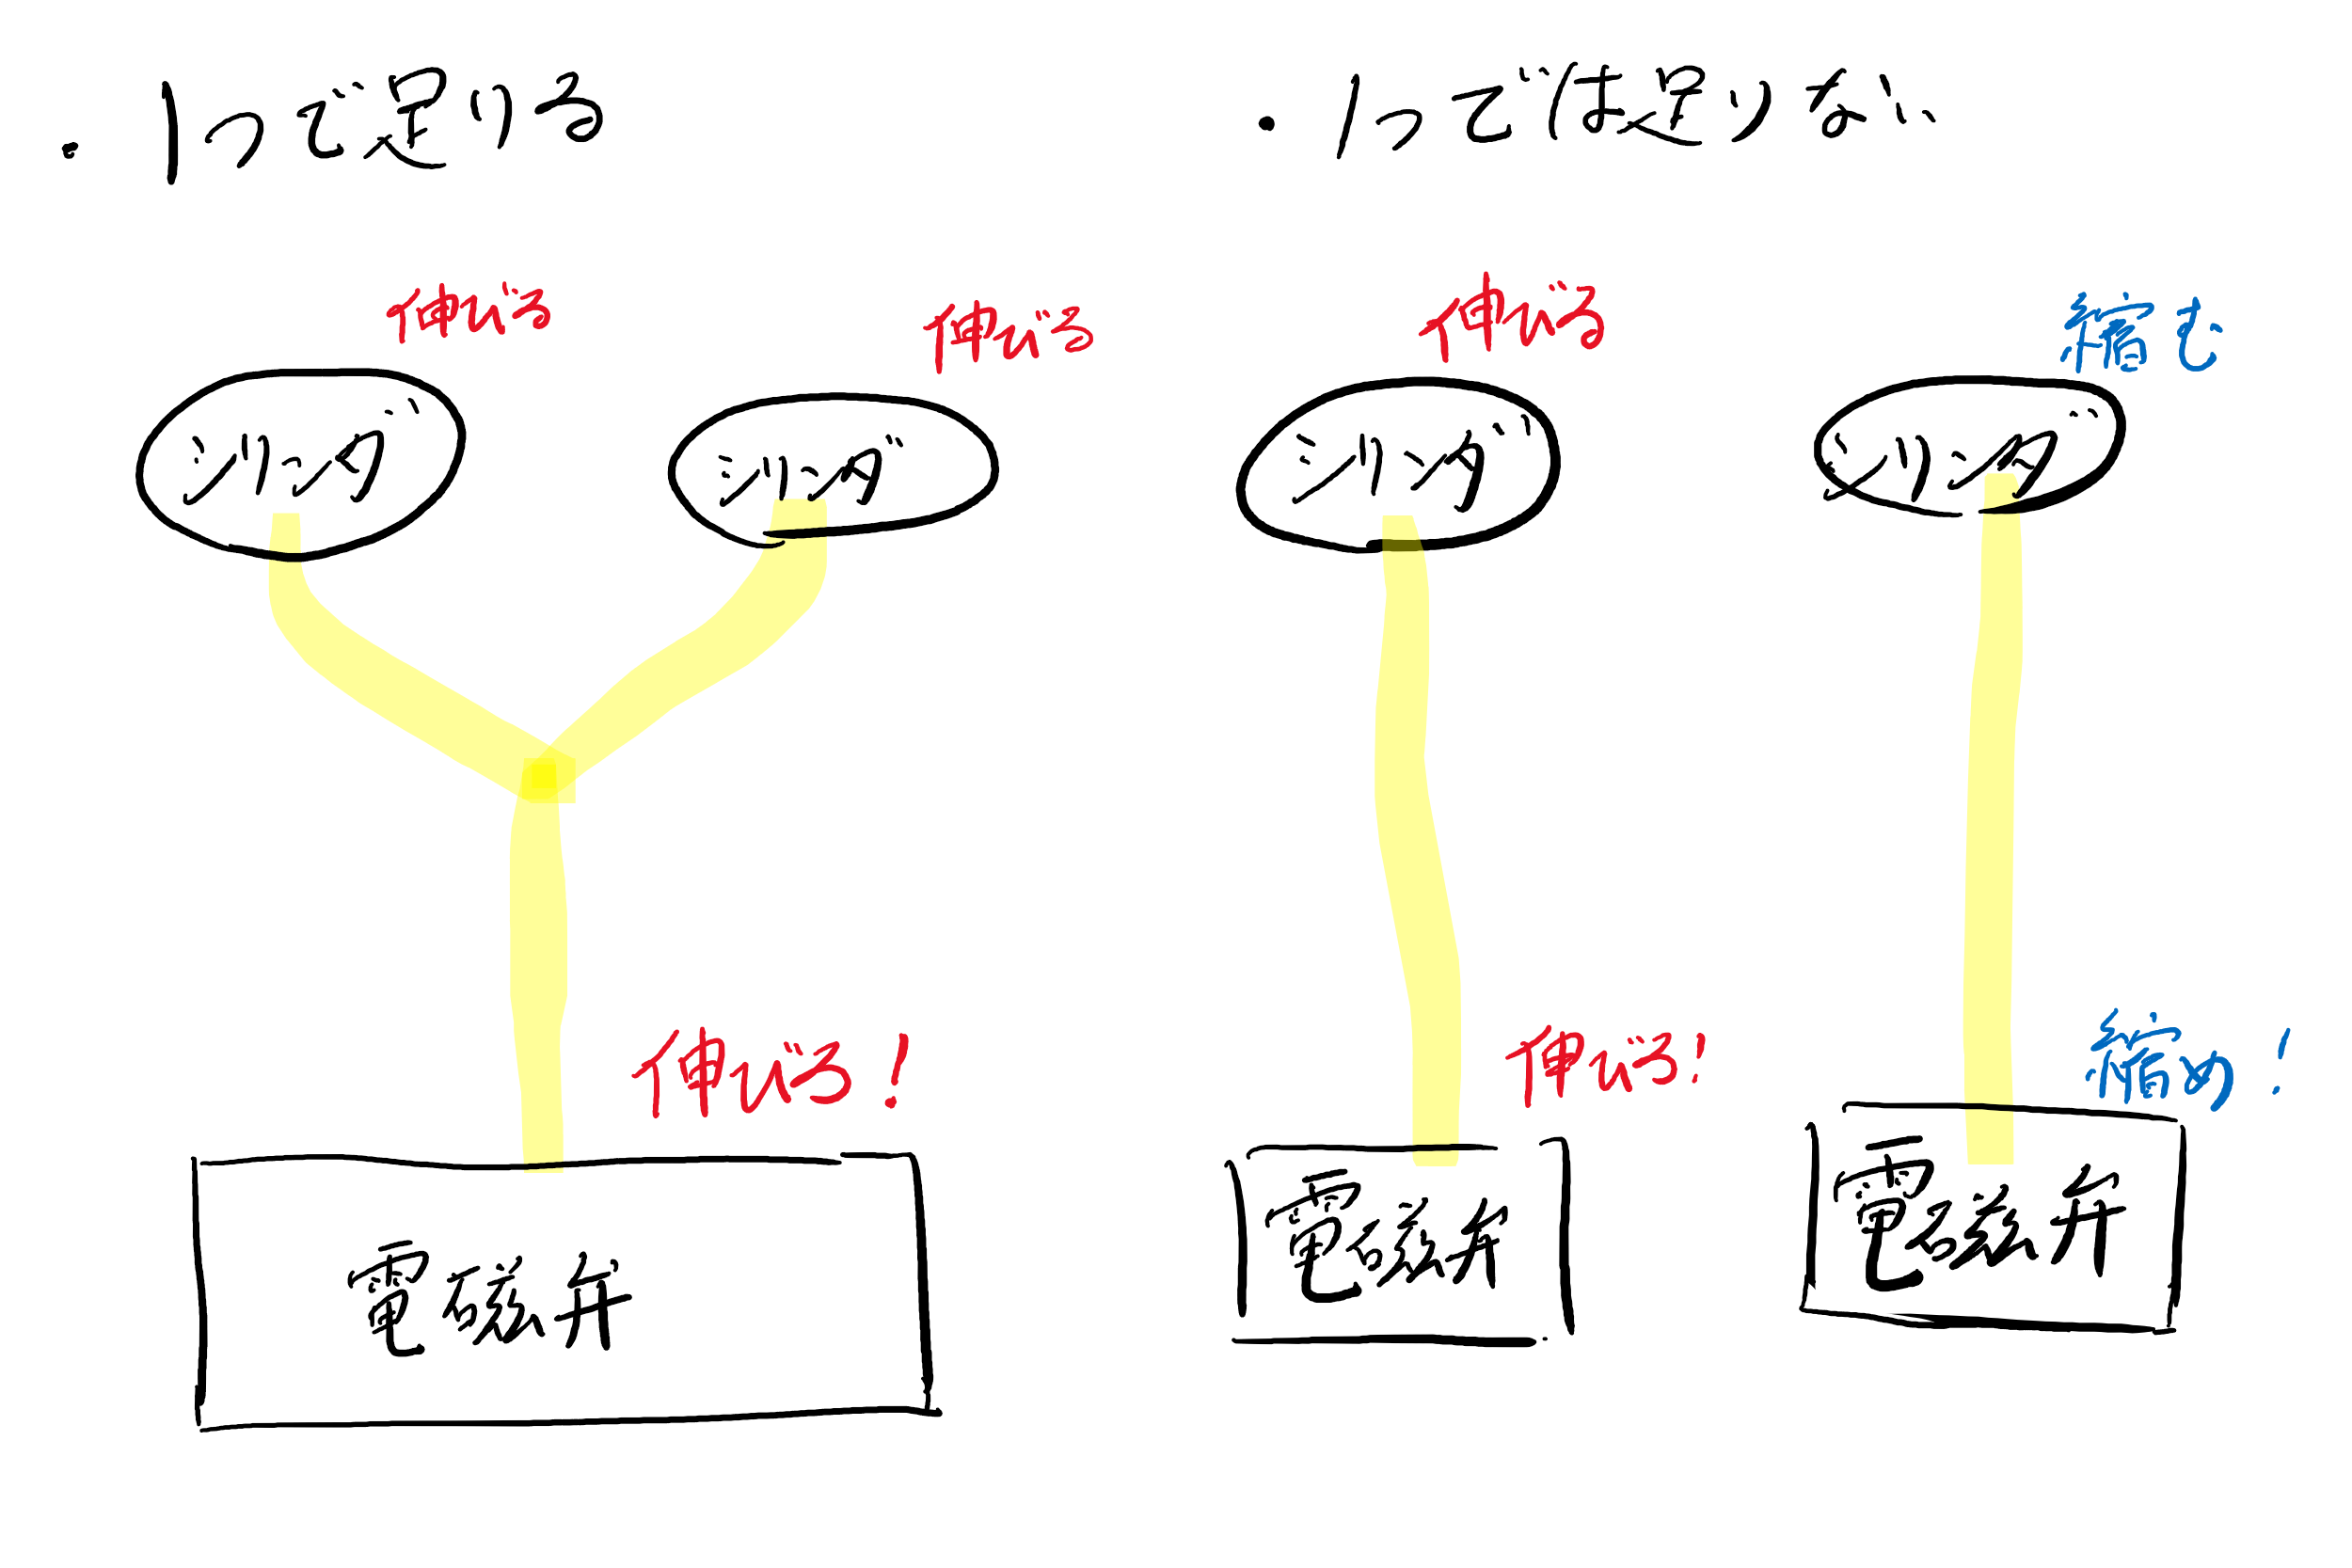 ・1つで足りる
伸びる
伸びる
シリンダ
シリンダ
伸びろ!
電磁弁
・1つでは足りない
伸びる
縮む
シリンダ
シリンダ
伸びろ!
縮め!
電磁弁
電磁弁